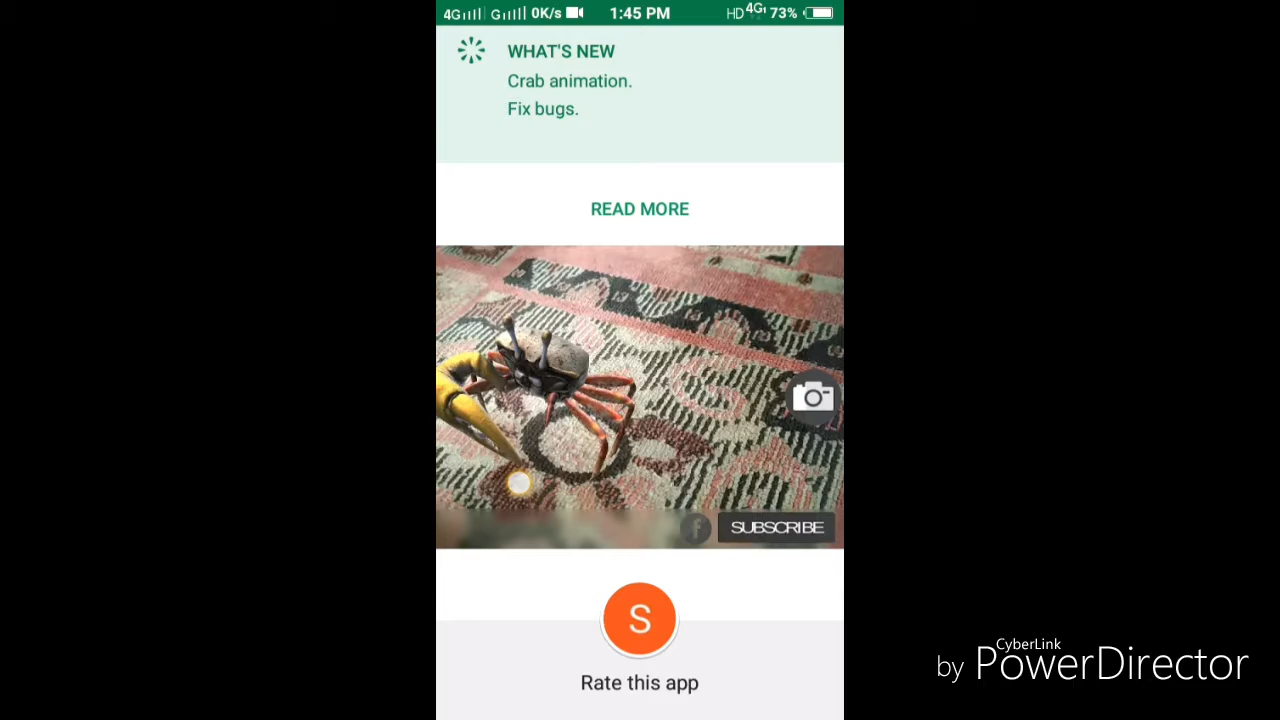 4G G 0K/s 1:45 PM HD 4G 73%
WHAT'S NEW
Crab animation.
Fix bugs.
READ MORE
f SUBSCRIBE
S
Rate this app
CyberLink
by PowerDirector